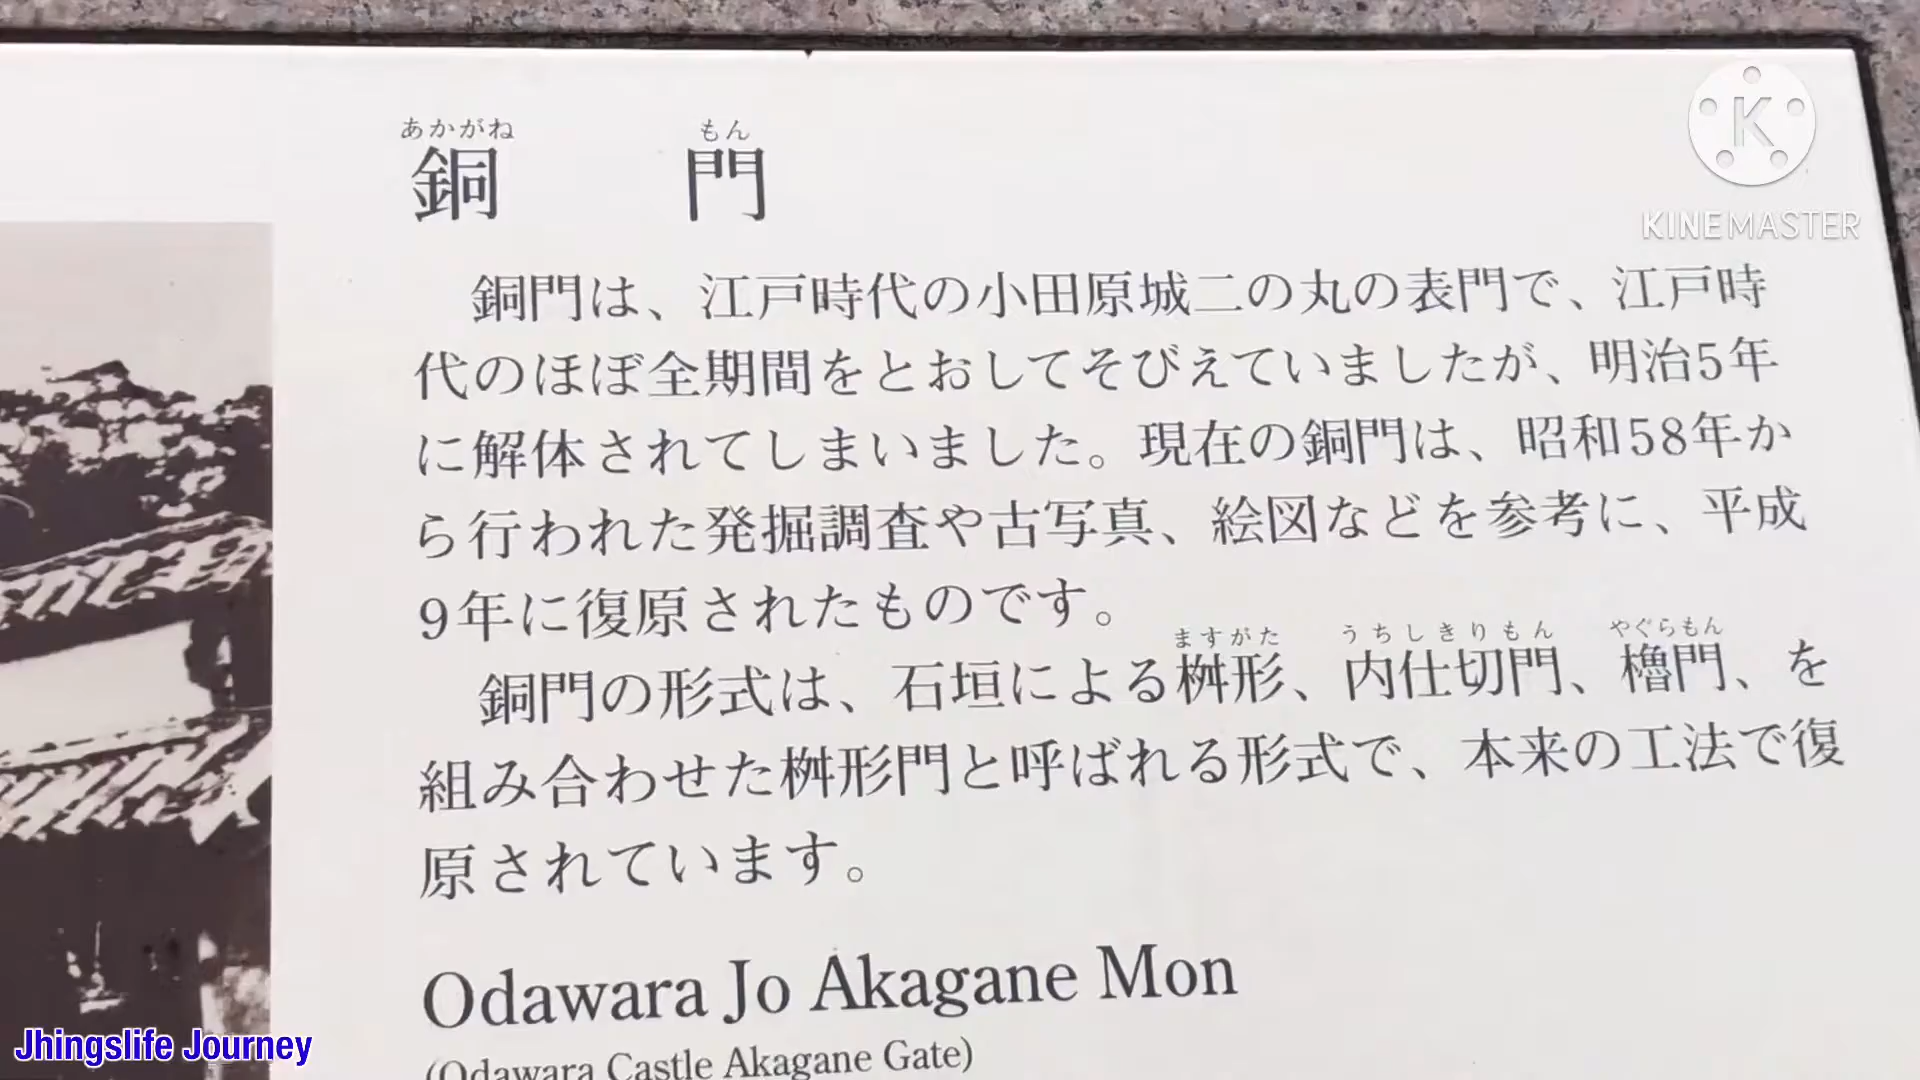 あかがね もん
銅 門
銅門は、江戸時代の小田原城二の丸の表門で、江戸時
代のほぼ全期間をとおしてそびえていましたが、明治5年
に解体されてしまいました。現在の銅門は、昭和58年か
ら行われた発掘調査や古写真、絵図などを参考に、平成
9年に復原されたものです。
ますがた うちしきりもん やぐらもん
銅門の形式は、石垣による桝形、内仕切門、櫓門、を
組み合わせた桝形門と呼ばれる形式で、本来の工法で復
原されています。
Odawara Jo Akagane Mon
(Odawara Castle Akagane Gate)
K
KINEMASTER
Jhingslife Journey